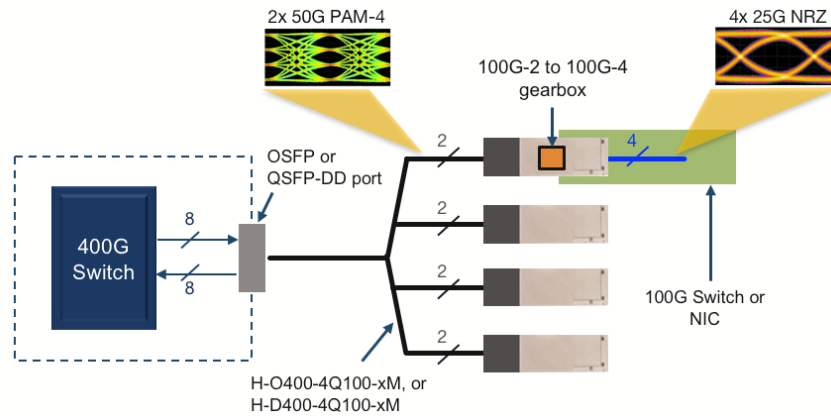 2x 50G PAM-4
4x 25G NRZ
100G-2 to 100G-4
gearbox
2
4
OSFP or
QSFP-DD port
8
400G
Switch
8
2
2
2
100G Switch or
NIC
H-O400-4Q100-xM, or
H-D400-4Q100-xM